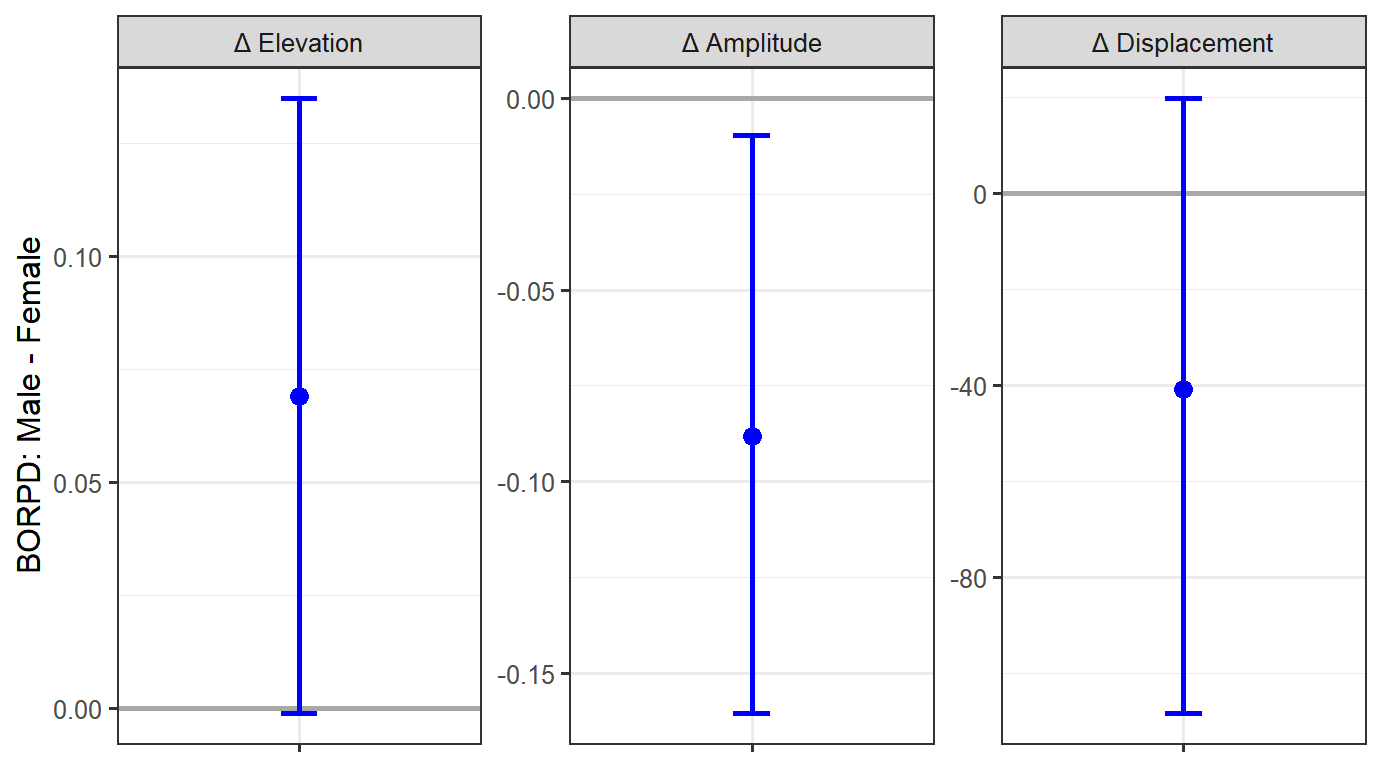 Δ Elevation
Δ Amplitude
Δ Displacement
BORPD: Male - Female
0.10
0.05
0.00
0.00
-0.05
-0.10
-0.15
0
-40
-80